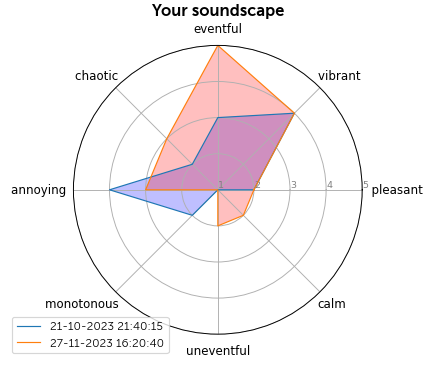 Your soundscape
eventful
chaotic
vibrant
annoying
1
2
3
4
5
pleasant
monotonous
calm
21-10-2023 21:40:15
27-11-2023 16:20:40
uneventful